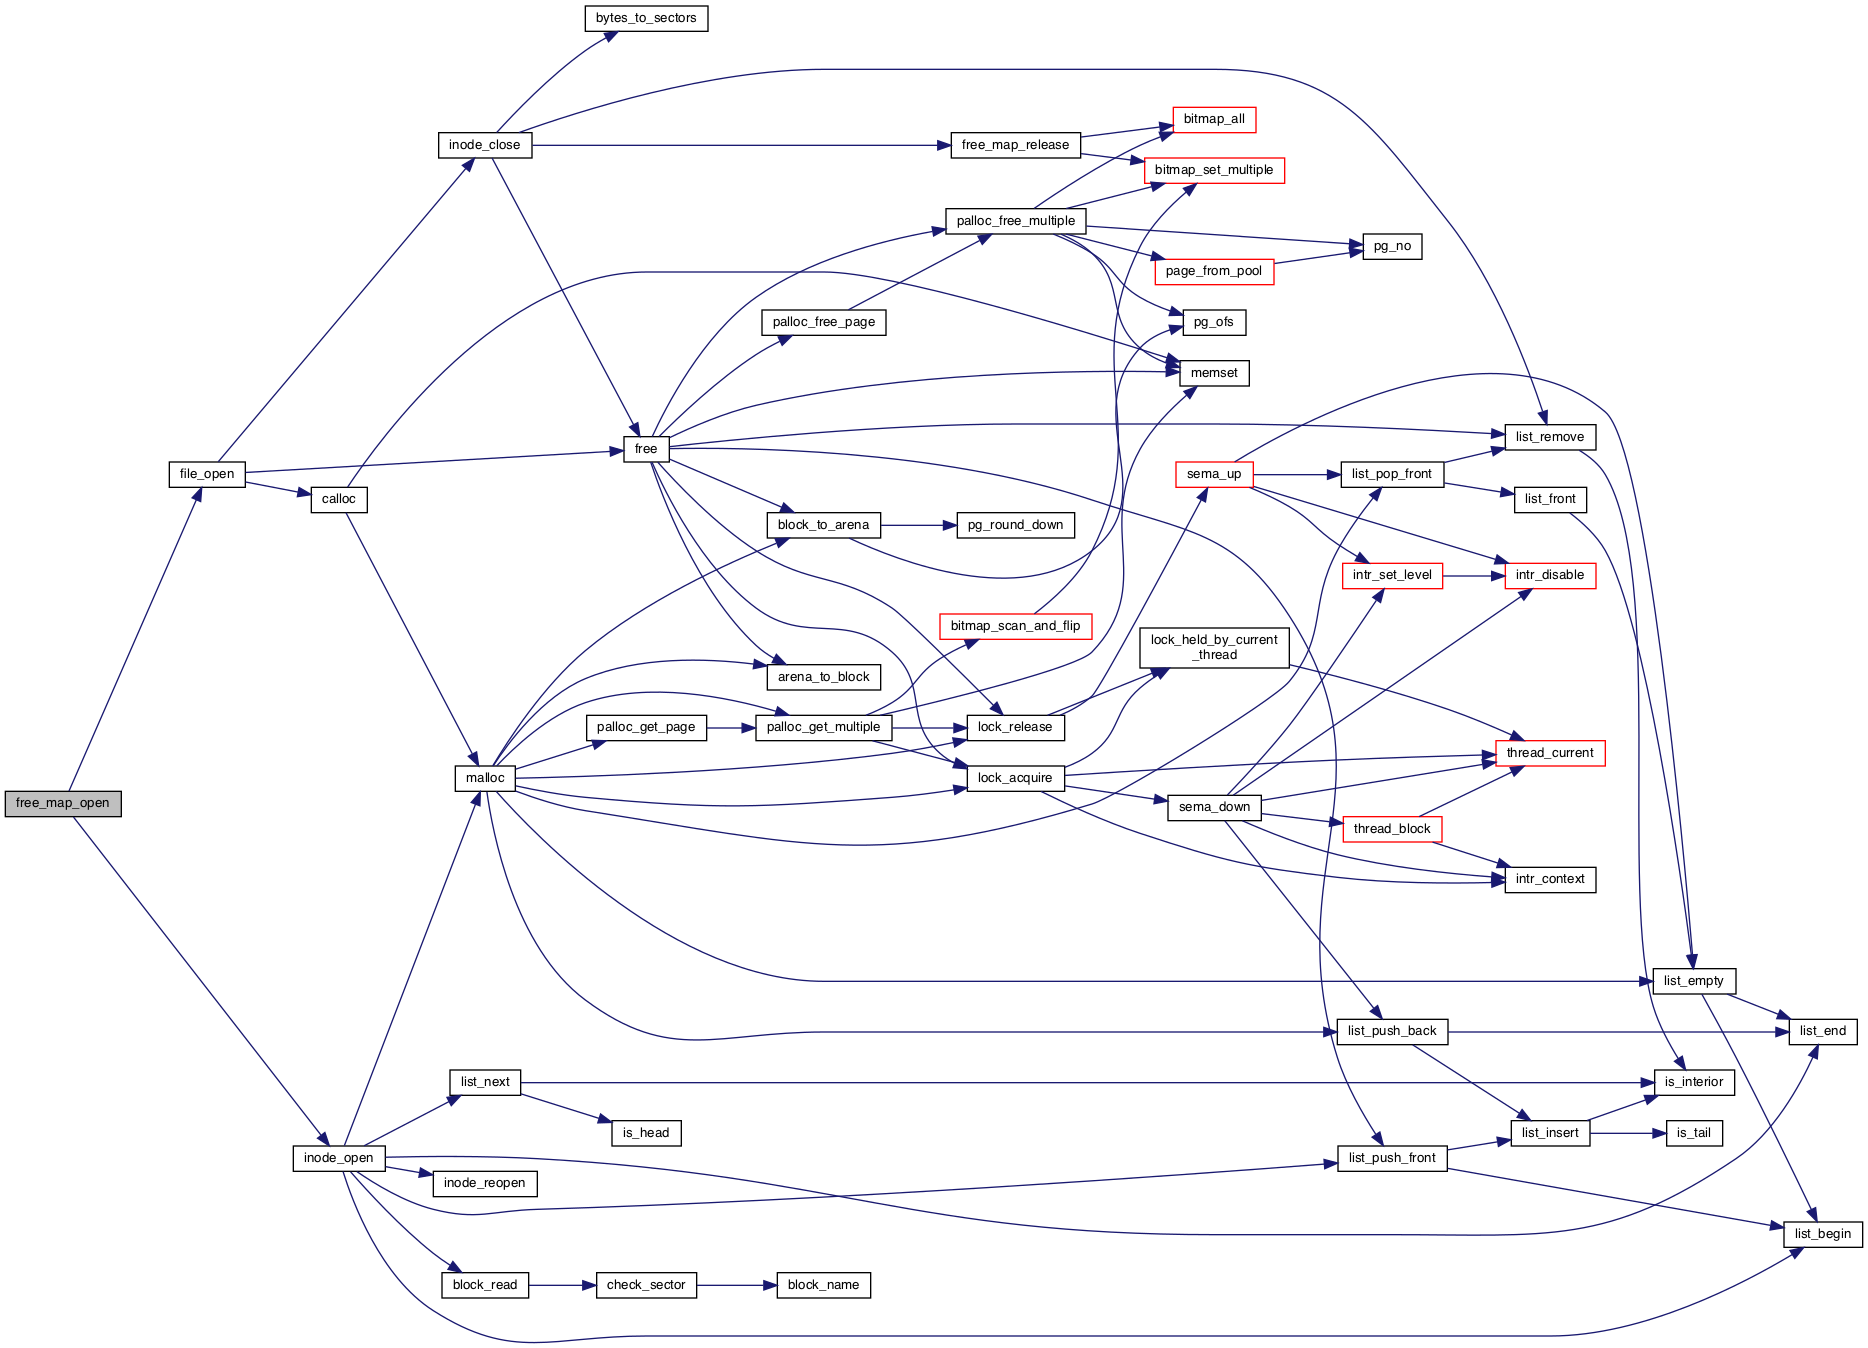 bytes_to_sectors
bitmap_all
inode_close
free_map_release
bitmap_set_multiple
palloc_free_multiple
pg_no
page_from_pool
palloc_free_page
pg_ofs
memset
list_remove
free
file_open
sema_up
list_pop_front
calloc
list_front
block_to_arena
pg_round_down
intr_set_level
intr_disable
bitmap_scan_and_flip
lock_held_by_current
_thread
arena_to_block
palloc_get_page
palloc_get_multiple
lock_release
thread_current
malloc
lock_acquire
free_map_open
sema_down
thread_block
intr_context
list_empty
list_push_back
list_end
list_next
is_interior
is_head
list_insert
is_tail
inode_open
list_push_front
inode_reopen
list_begin
block_read
check_sector
block_name